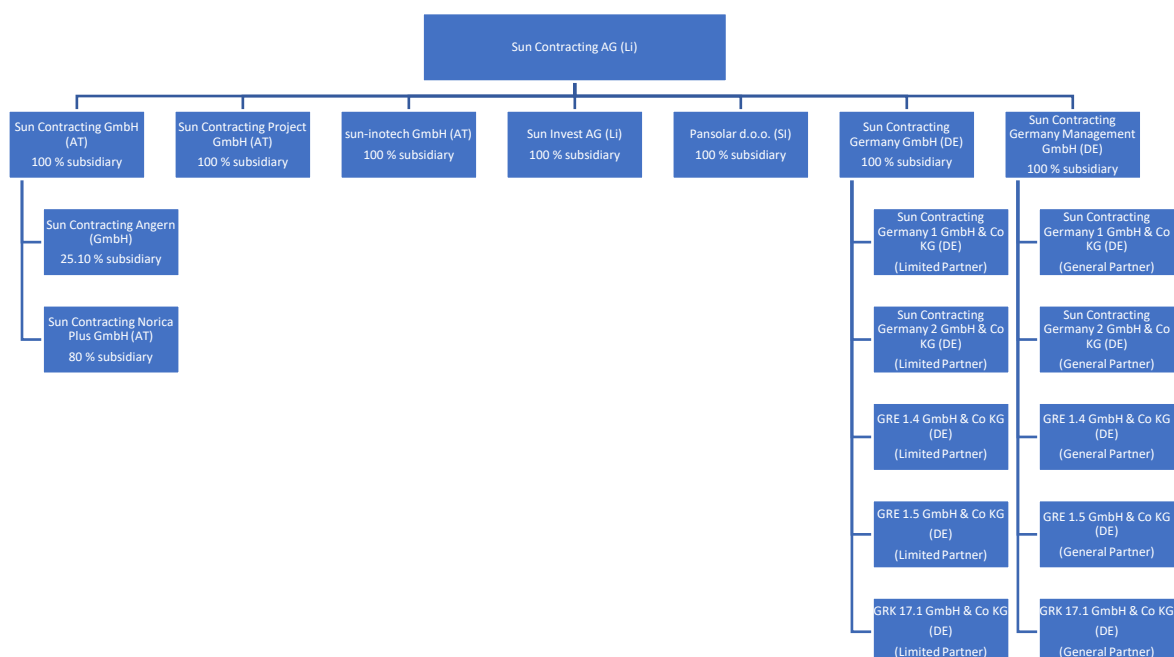 Sun Contracting AG (Li)
Sun Contracting GmbH
(AT)
100 % subsidiary
Sun Contracting Project
GmbH (AT)
100 % subsidiary
sun-inotech GmbH (AT)
100 % subsidiary
Sun Invest AG (Li)
100 % subsidiary
Pansolar d.o.o. (SI)
100 % subsidiary
Sun Contracting
Germany GmbH (DE)
100 % subsidiary
Sun Contracting
Germany Management
GmbH (DE)
100 % subsidiary
Sun Contracting Angern
(GmbH)
25.10 % subsidiary
Sun Contracting Norica
Plus GmbH (AT)
80 % subsidiary
Sun Contracting
Germany 1 GmbH & Co
KG (DE)
(Limited Partner)
Sun Contracting
Germany 2 GmbH & Co
KG (DE)
(Limited Partner)
GRE 1.4 GmbH & Co KG
(DE)
(Limited Partner)
GRE 1.5 GmbH & Co KG
(DE)
(Limited Partner)
GRK 17.1 GmbH & Co KG
(DE)
(Limited Partner)
Sun Contracting
Germany 1 GmbH & Co
KG (DE)
(General Partner)
Sun Contracting
Germany 2 GmbH & Co
KG (DE)
(General Partner)
GRE 1.4 GmbH & Co KG
(DE)
(General Partner)
GRE 1.5 GmbH & Co KG
(DE)
(General Partner)
GRK 17.1 GmbH & Co KG
(DE)
(General Partner)